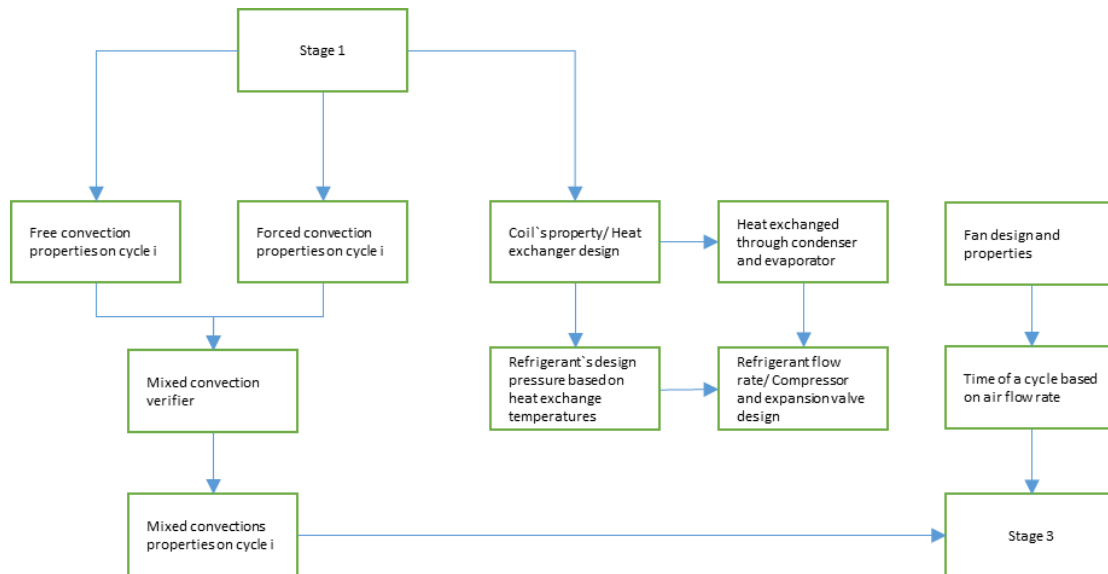 Stage 1
Free convection
properties on cycle i
Forced convection
properties on cycle i
Coil`s property/ Heat
exchanger design
Heat exchanged
through condenser
and evaporator
Fan design and
properties
Mixed convection
verifier
Refrigerant`s design
pressure based on
heat exchange
temperatures
Refrigerant flow
rate/ Compressor
and expansion valve
design
Time of a cycle based
on air flow rate
Mixed convections
properties on cycle i
Stage 3